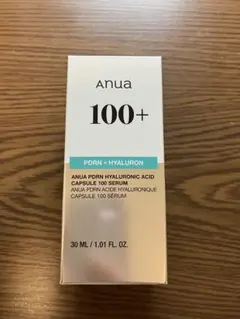 Anua
100+
PDRN + HYALURON
ANUA PDRN HYALURONIC ACID
CAPSULE 100 SERUM
ANUA PDRN ACIDE HYALURONIQUE
CAPSULE 100 SÉRUM
30 ML / 1.01 FL. OZ.